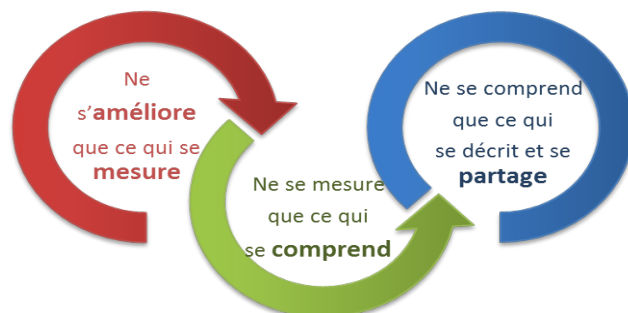 Ne
s'améliore
que ce qui se
mesure
Ne se mesure
que ce qui
se comprend
Ne se comprend
que ce qui
se décrit et se
partage